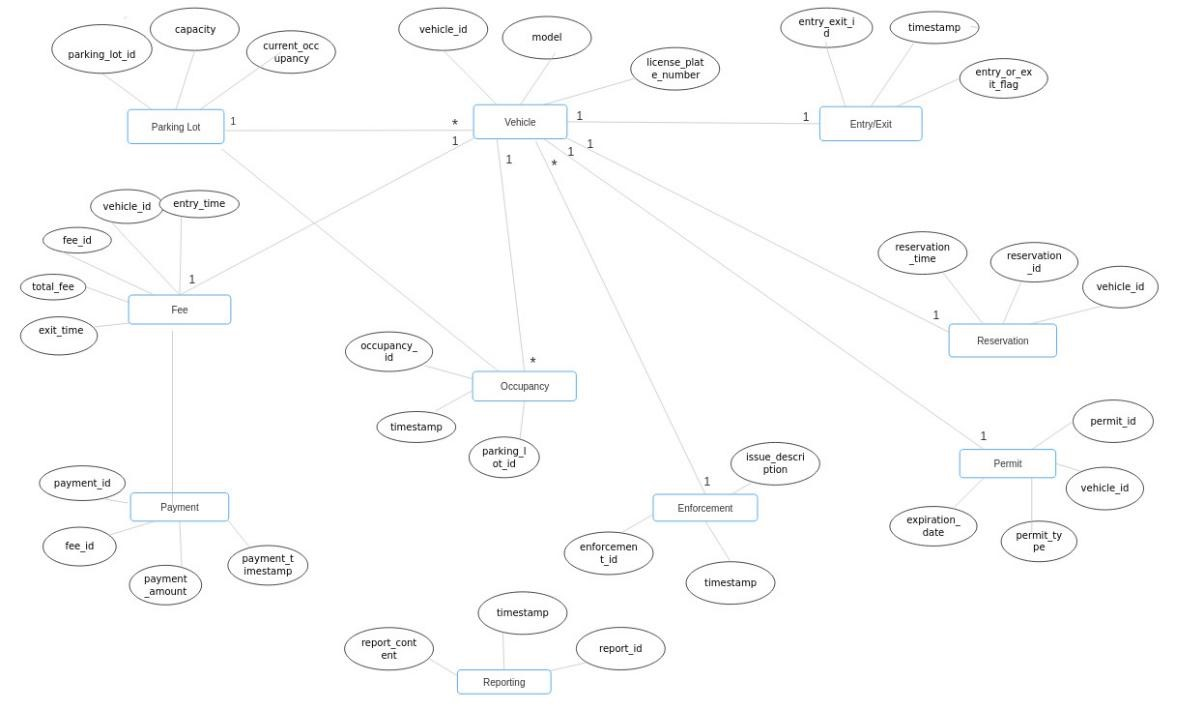 parking_lot_id
capacity
current_occ
upancy
vehicle_id
model
license_plat
e_number
entry_exit_i
d
timestamp
entry_or_ex
it_flag
Parking Lot
1
*
1
Vehicle
1
1
Entry/Exit
1
*
1
1
vehicle_id
entry_time
fee_id
total_fee
exit_time
1
Fee
reservation
_time
reservation
_id
vehicle_id
1
Reservation
occupancy_
id
*
Occupancy
timestamp
parking_l
ot_id
1
Permit
permit_id
vehicle_id
expiration_
date
permit_ty
pe
issue_descri
ption
1
Enforcement
enforcemen
t_id
timestamp
payment_id
Payment
fee_id
payment
_amount
payment_t
imestamp
timestamp
report_cont
ent
report_id
Reporting